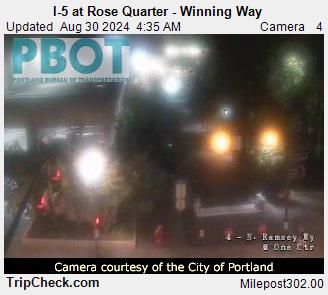 I-5 at Rose Quarter - Winning Way
Updated Aug 30 2024 4:35 AM Camera 4
PBOT
PORTLAND BUREAU OF TRANSPORTATION
4 - N. Ramsey Wy
@ One Ctr
Camera courtesy of the City of Portland
TripCheck.com Milepost302.00